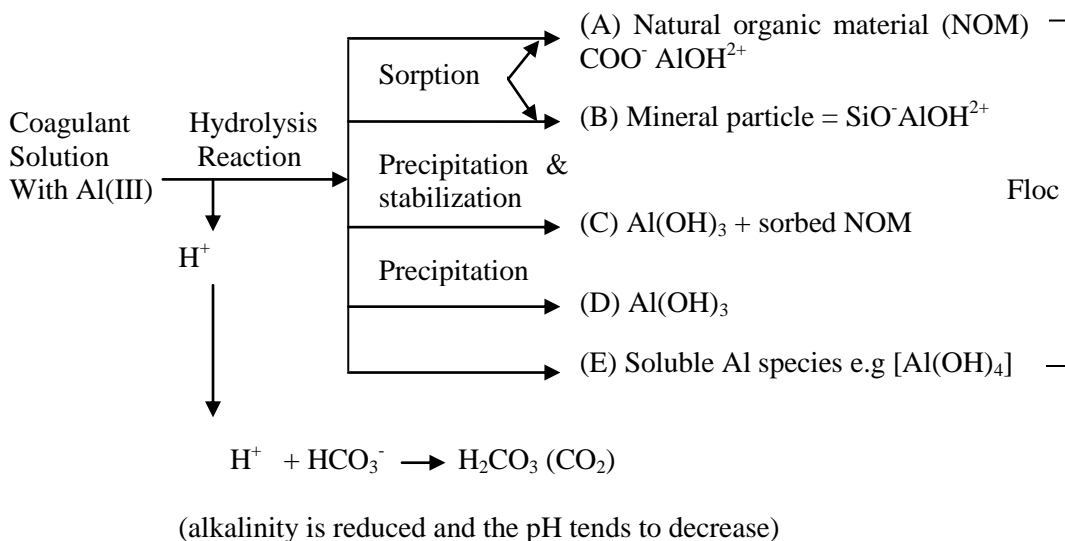 (A) Natural organic material (NOM)
COO⁻ AlOH²⁺
Sorption
(B) Mineral particle = SiO⁻AlOH²⁺
Coagulant
Solution
With Al(III)
Hydrolysis
Reaction
Precipitation &
stabilization
Floc
(C) Al(OH)₃ + sorbed NOM
H⁺
Precipitation
(D) Al(OH)₃
(E) Soluble Al species e.g [Al(OH)₄]
H⁺ + HCO₃⁻ → H₂CO₃ (CO₂)
(alkalinity is reduced and the pH tends to decrease)